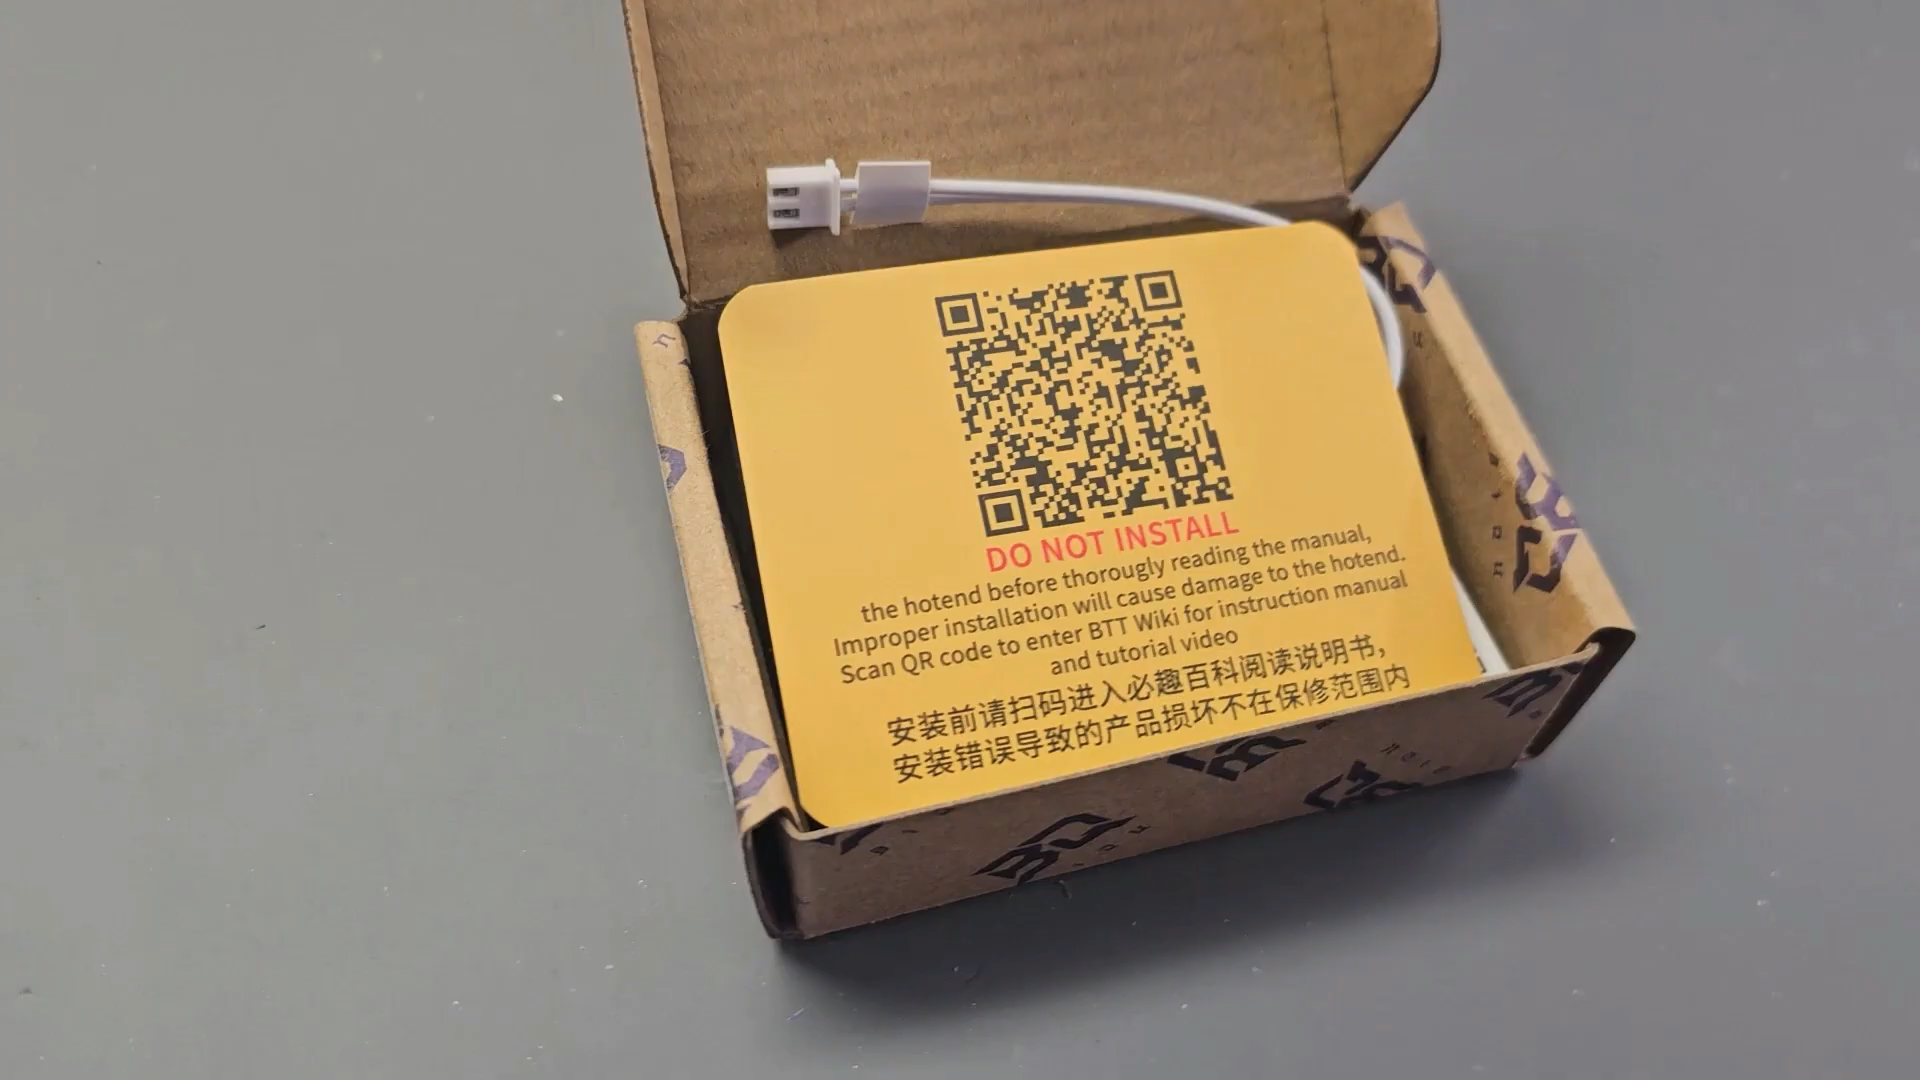 DO NOT INSTALL
the hotend before thorougly reading the manual,
Improper installation will cause damage to the hotend.
Scan QR code to enter BTT Wiki for instruction manual
and tutorial video
安装前请扫码进入必趣百科阅读说明书，
安装错误导致的产品损坏不在保修范围内